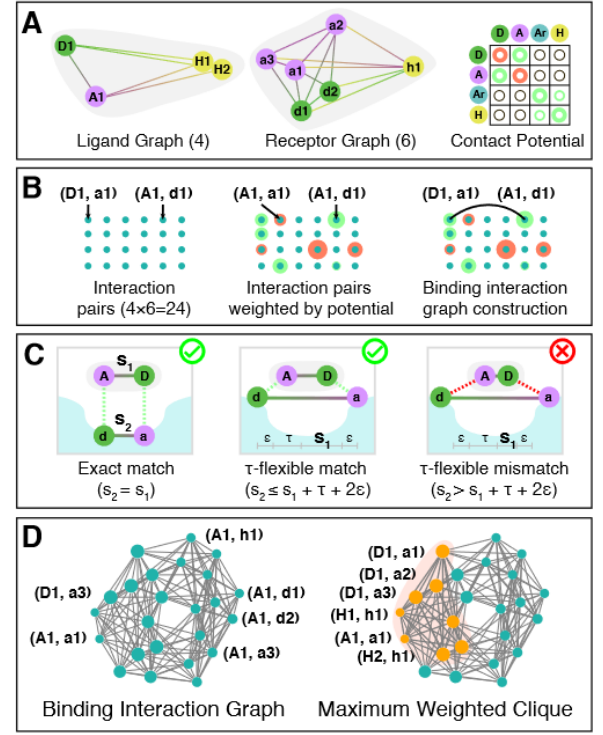 A
D1
H1
H2
A1
Ligand Graph (4)
a2
a3
a1
h1
d2
d1
Receptor Graph (6)
D A Ar H
D
A
Ar
H
Contact Potential
B
(D1, a1) (A1, d1)
Interaction
pairs (4×6=24)
(A1, a1) (A1, d1)
Interaction pairs
weighted by potential
(D1, a1) (A1, d1)
Binding interaction
graph construction
C
S1
A D
S2
d a
Exact match
(s2 = s1)
A D
d a
ε τ S1 ε
τ-flexible match
(s2 ≤ s1 + τ + 2ε)
A D
d a
ε τ S1 ε
τ-flexible mismatch
(s2 > s1 + τ + 2ε)
D
(A1, h1)
(D1, a3)
(A1, d1)
(A1, d2)
(A1, a1)
(A1, a3)
Binding Interaction Graph
(D1, a1)
(D1, a2)
(D1, a3)
(H1, h1)
(A1, a1)
(H2, h1)
Maximum Weighted Clique